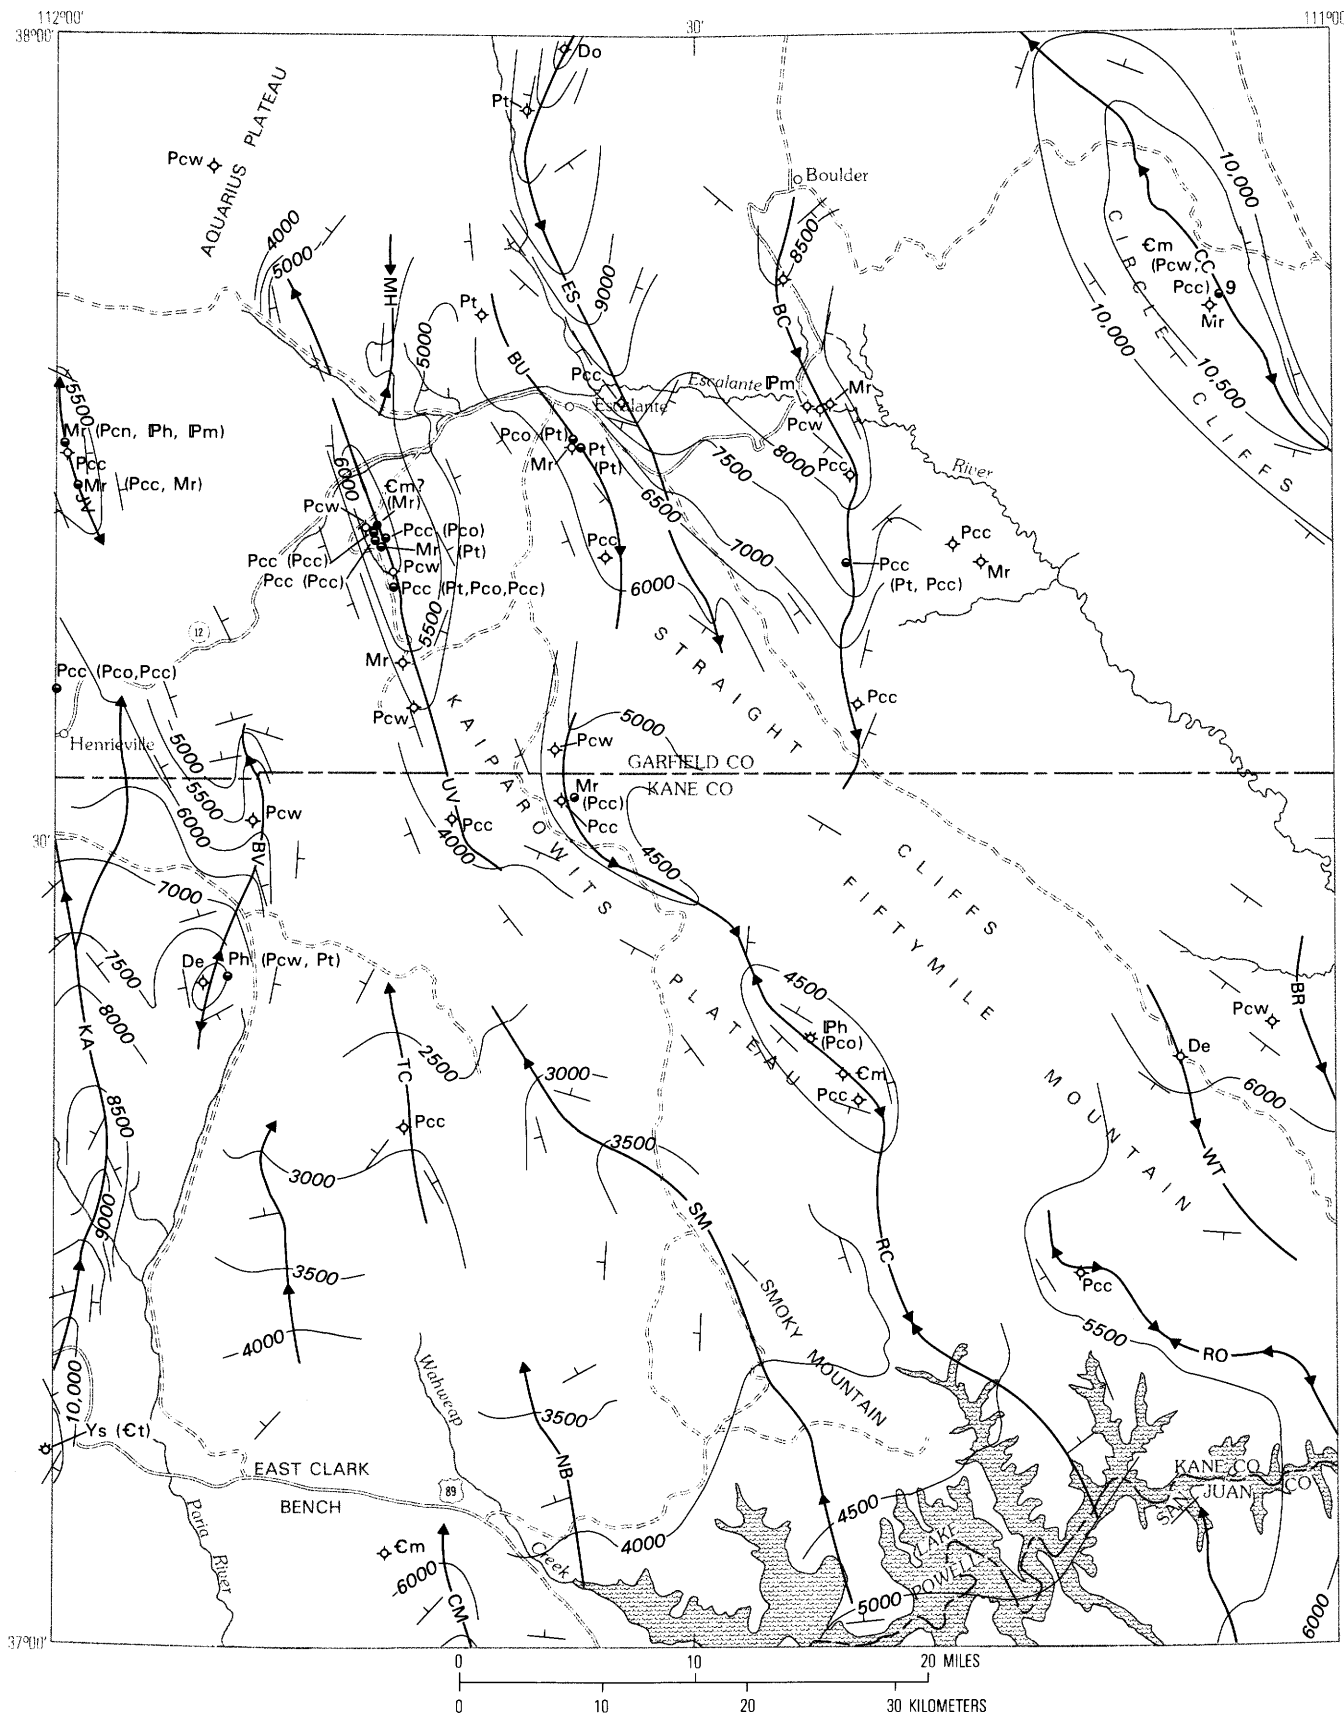 112°00'
38°00'
30'
111°00'
Do
Pt
Pcw
AQUARIUS PLATEAU
Boulder
10,000
4000
5000
8500
9000
MH
ES
BC
CC
Єm
(Pcw,
Pcc)
9
Mr
CIRCLE CLIFFS
10,000
10,500
Pt
BU
5000
Pcc
Escalante
River
Escalante
ℙm
Mr
Pcw
5500
Mr (Pcn, ℙh, ℙm)
Pcc
Mr (Pcc, Mr)
JV
Pco (Pt)
Mr
Pt
(Pt)
7500
8000
Pcc
6000
Єm?
(Mr)
Pcw
Pcc (Pco)
Mr (Pt)
Pcc (Pcc)
Pcc (Pcc)
Pcw
Pcc (Pt,Pco,Pcc)
6500
7000
Pcc
6000
Pcc
Mr
Pcc
(Pt, Pcc)
12
5500
Mr
Pcw
STRAIGHT CLIFFS
Pcc (Pco,Pcc)
Henrieville
Pcc
KAIPAROWITS PLATEAU
5000
Pcw
GARFIELD CO
KANE CO
5000
5500
6000
Pcw
BV
UV
Pcc
4000
Mr
(Pcc)
Pcc
4500
30'
7000
7500
8000
De
Ph (Pcw, Pt)
FIFTYMILE MOUNTAIN
4500
ℙh
(Pco)
Єm
Pcc
BR
Pcw
De
6000
KA
TC
2500
3000
8500
Pcc
3000
3500
WT
9000
SM
RC
3500
SMOKY MOUNTAIN
Pcc
5500
RO
4000
10,000
Wahweap
Creek
3500
NB
Ys (Єt)
EAST CLARK
BENCH
89
Paria
River
Єm
6000
CM
4000
4500
5000
LAKE
POWELL
KANE CO
SAN JUAN CO
6000
37°00'
0 10 20 MILES
0 10 20 30 KILOMETERS